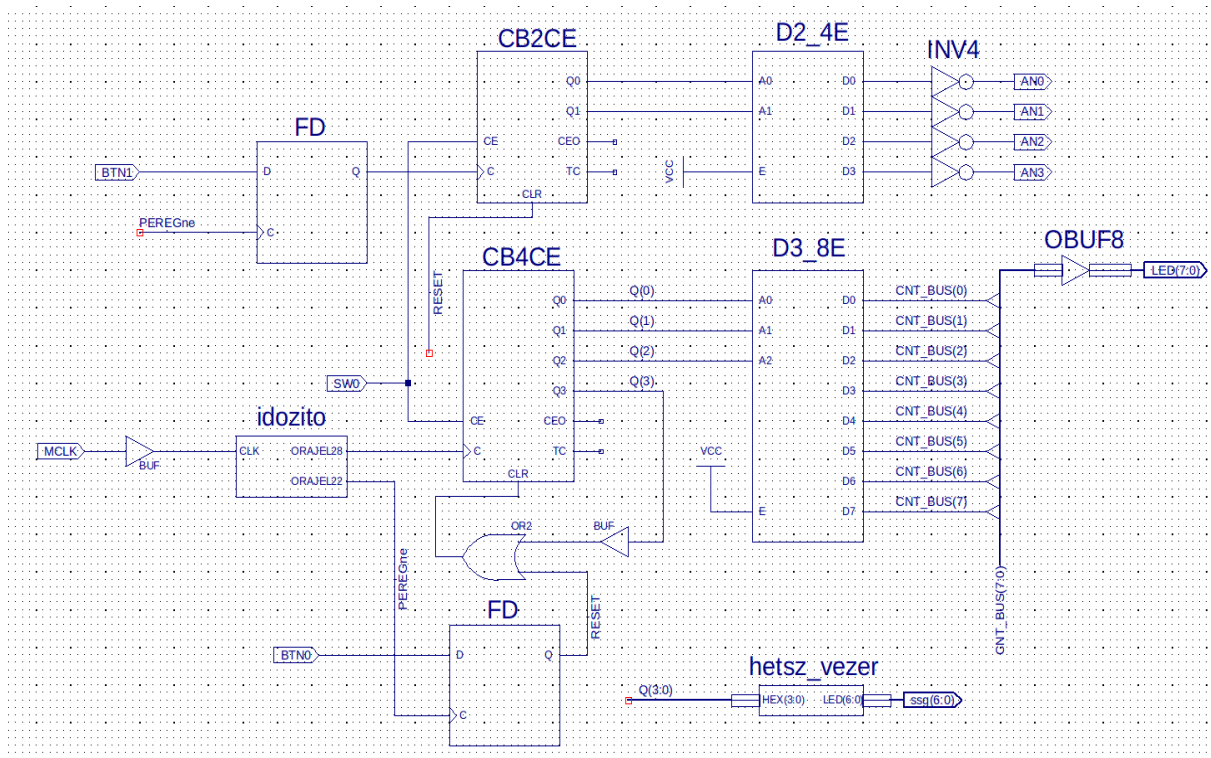 CB2CE
D2_4E
INV4
Q0
A0
D0
AN0
Q1
A1
D1
AN1
FD
CE
CEO
D2
AN2
BTN1
D
Q
C
TC
VCC
E
D3
AN3
CLR
PEREGne
C
RESET
CB4CE
D3_8E
OBUF8
LED(7:0)
Q0
Q(0)
A0
D0
CNT_BUS(0)
Q1
Q(1)
A1
D1
CNT_BUS(1)
Q2
Q(2)
A2
D2
CNT_BUS(2)
SW0
Q3
Q(3)
D3
CNT_BUS(3)
idozito
CE
CEO
D4
CNT_BUS(4)
MCLK
BUF
CLK
ORAJEL28
C
TC
VCC
D5
CNT_BUS(5)
ORAJEL22
CLR
D6
CNT_BUS(6)
E
D7
CNT_BUS(7)
OR2
BUF
PEREGne
RESET
CNT_BUS(7:0)
FD
BTN0
D
Q
C
hetsz_vezer
Q(3:0)
HEX(3:0)
LED(6:0)
ssg(6:0)